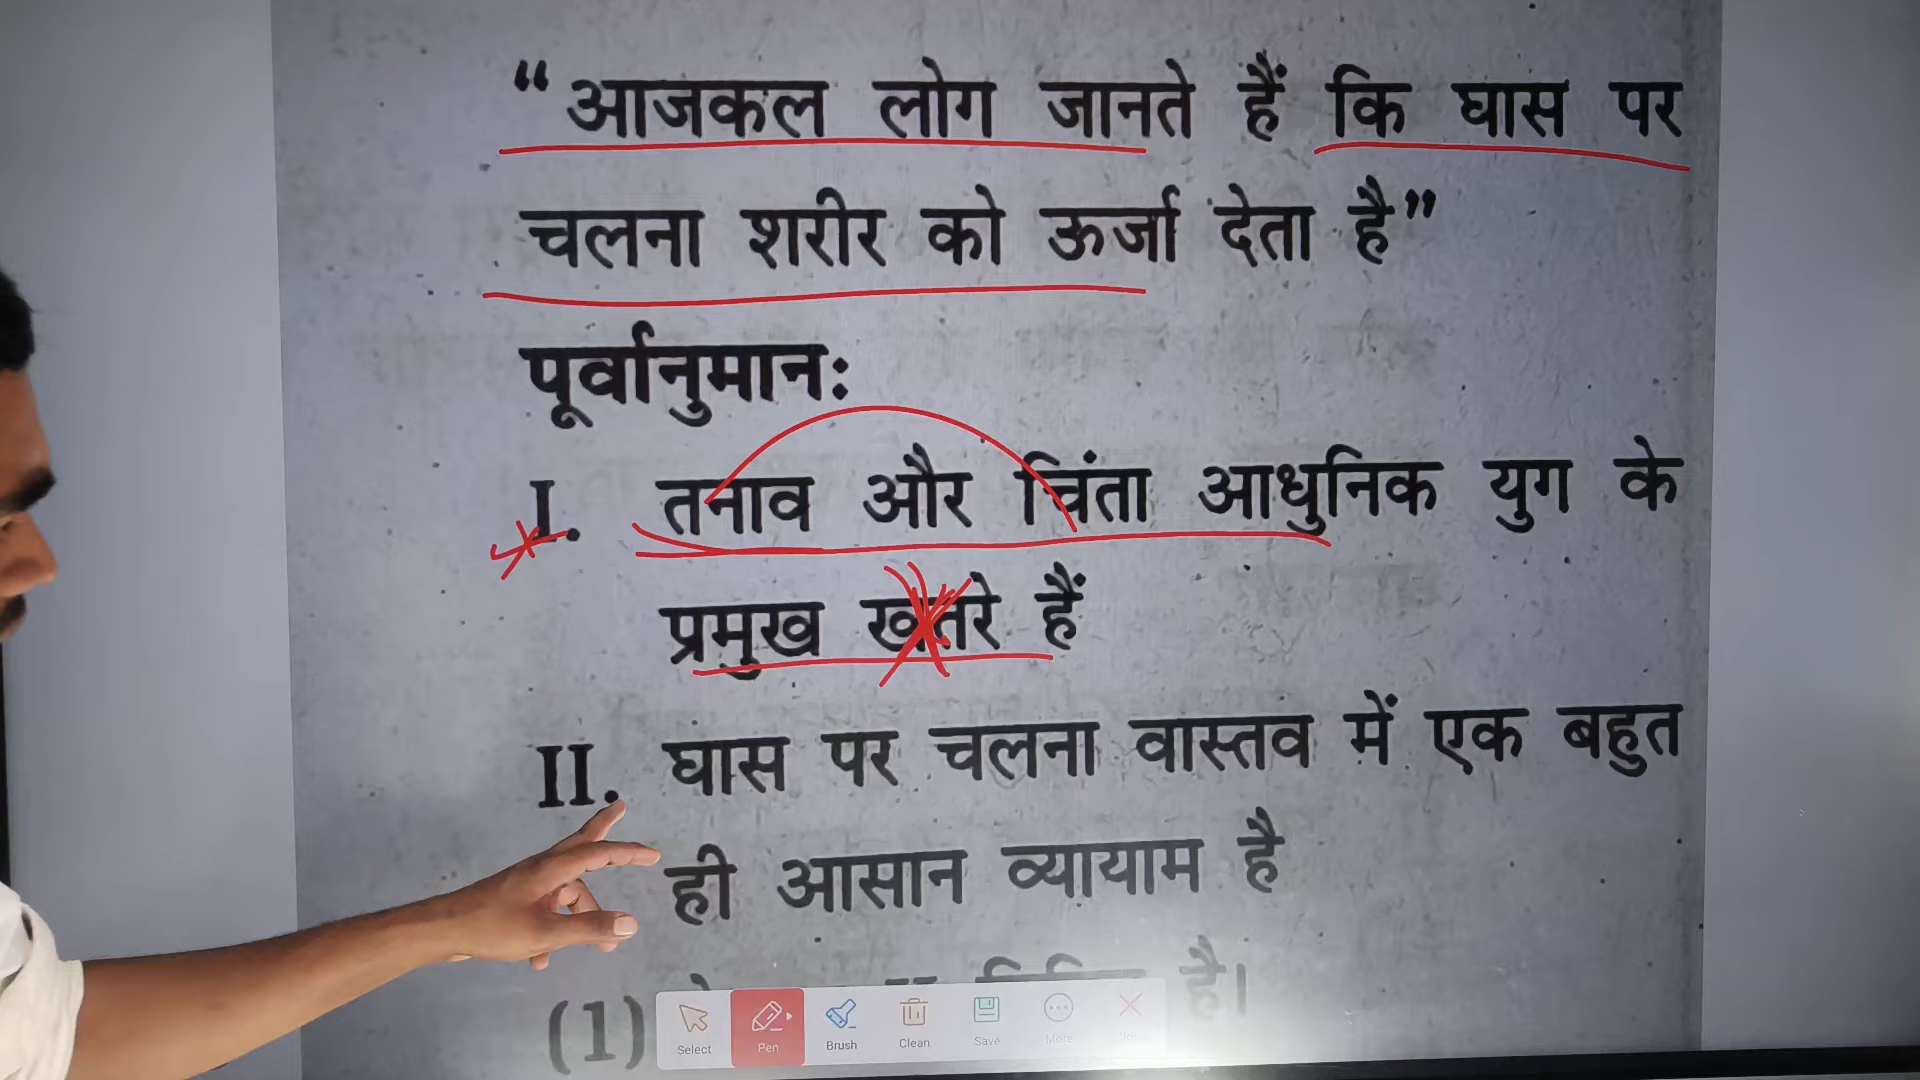 “आजकल लोग जानते हैं कि घास पर
चलना शरीर को ऊर्जा देता है”
पूर्वानुमानः
I. तनाव और चिंता आधुनिक युग के
प्रमुख खतरे हैं
II. घास पर चलना वास्तव में एक बहुत
ही आसान व्यायाम है
(1) है।
Select Pen Brush Clean Save More